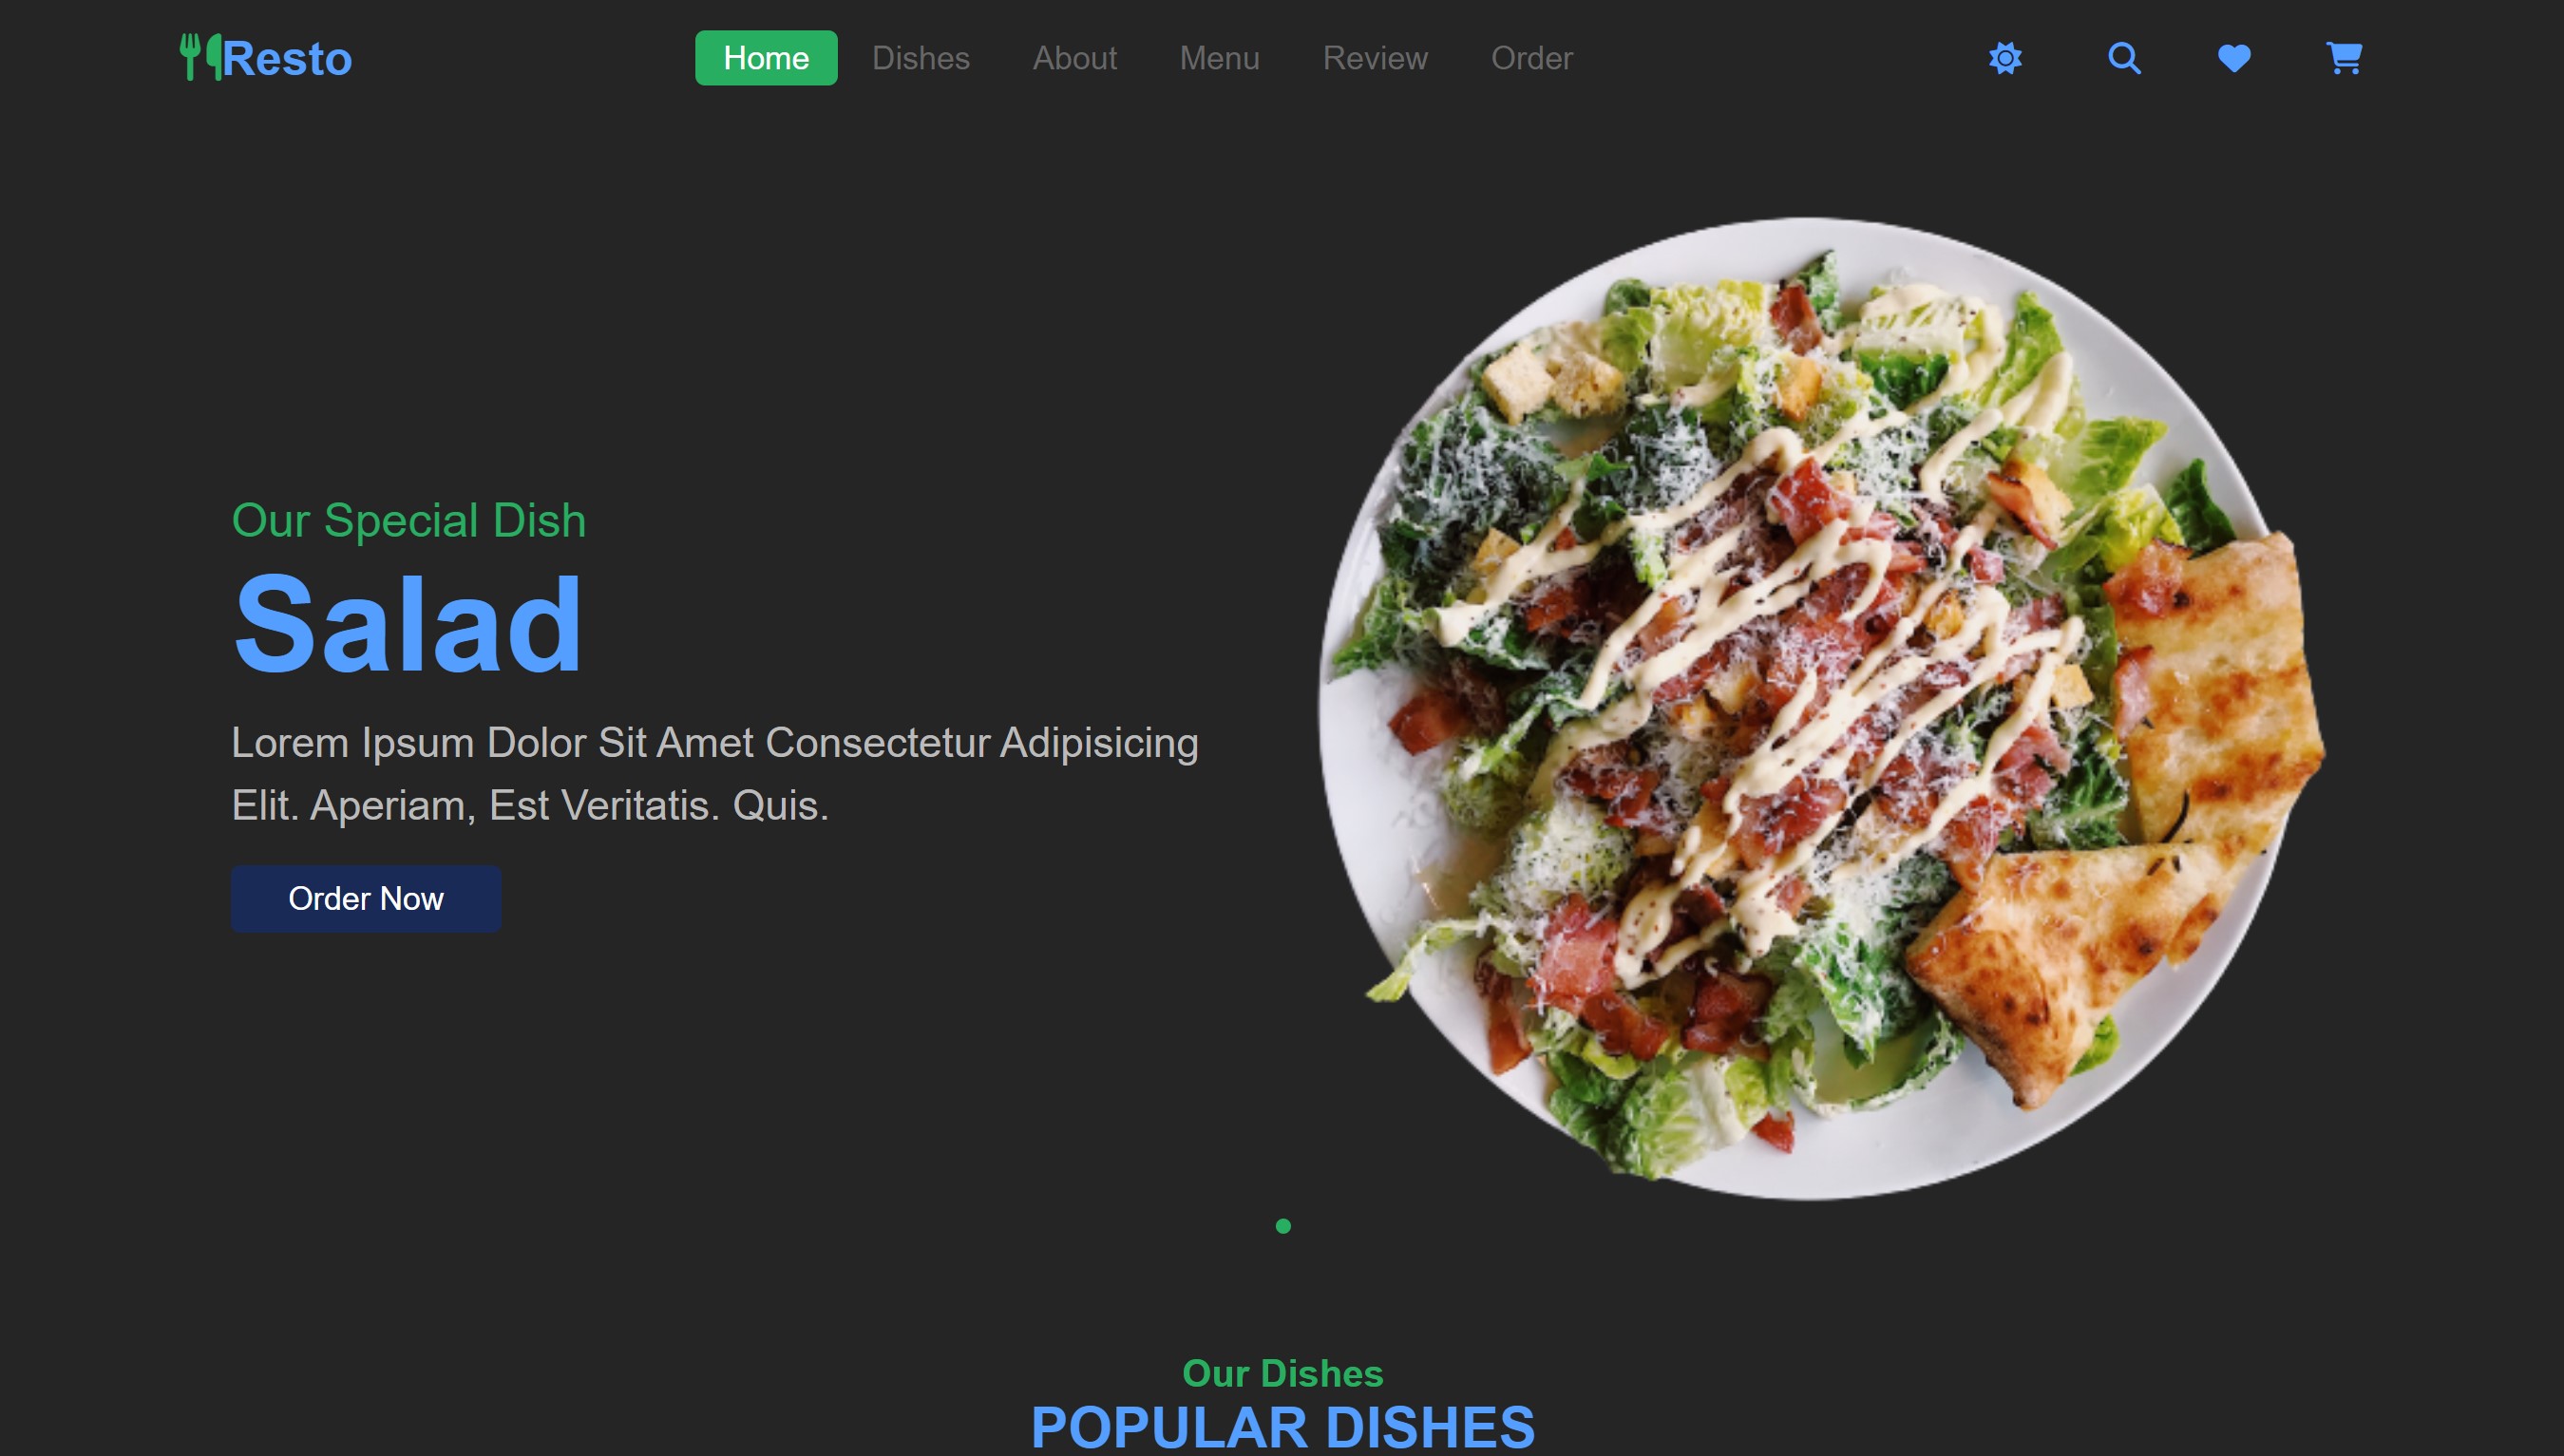 Resto
Home Dishes About Menu Review Order
Our Special Dish
Salad
Lorem Ipsum Dolor Sit Amet Consectetur Adipisicing
Elit. Aperiam, Est Veritatis. Quis.
Order Now
Our Dishes
POPULAR DISHES